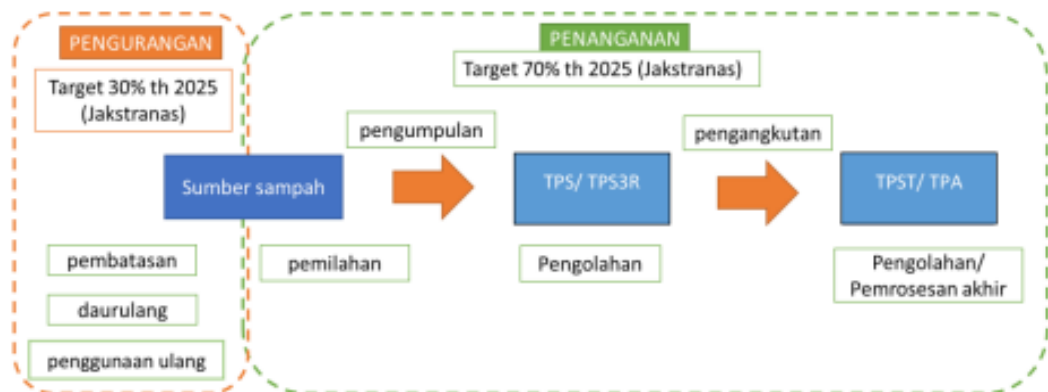 PENGURANGAN
Target 30% th 2025
(Jakstranas)
PENANGANAN
Target 70% th 2025 (Jakstranas)
pengumpulan
pengangkutan
Sumber sampah
TPS/ TPS3R
TPST/ TPA
pembatasan
daurulang
penggunaan ulang
pemilahan
Pengolahan
Pengolahan/
Pemrosesan akhir